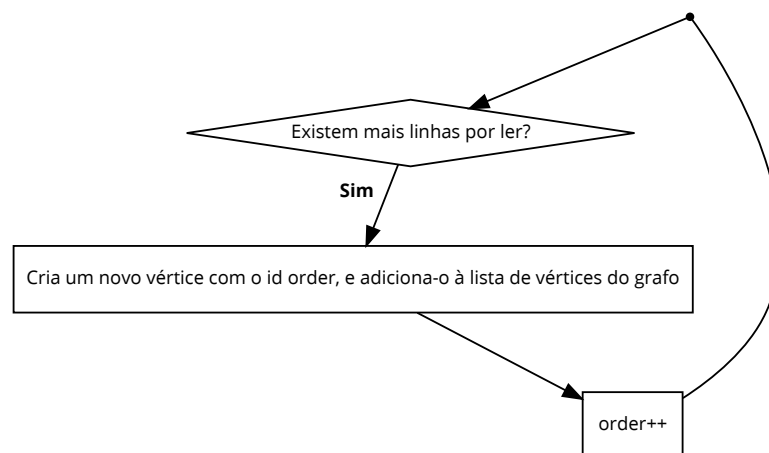 Existem mais linhas por ler?
Sim
Cria um novo vértice com o id order, e adiciona-o à lista de vértices do grafo
order++